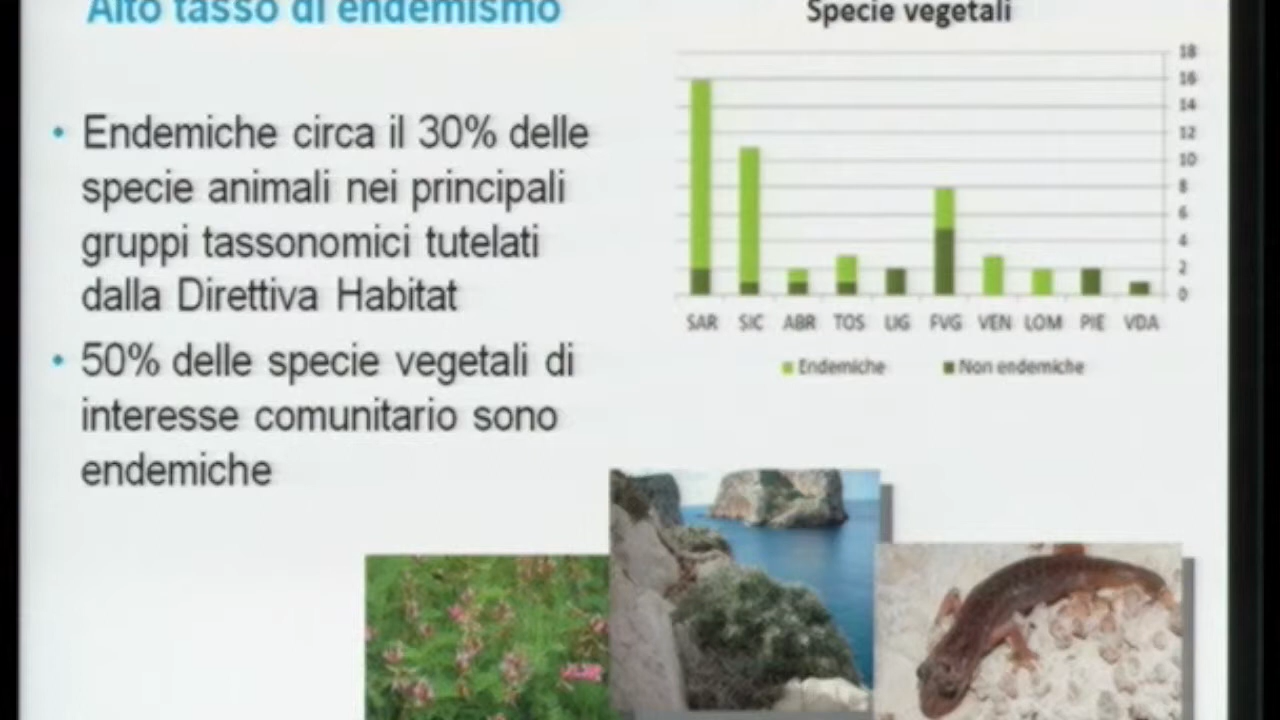 Alto tasso di endemismo
• Endemiche circa il 30% delle
specie animali nei principali
gruppi tassonomici tutelati
dalla Direttiva Habitat
• 50% delle specie vegetali di
interesse comunitario sono
endemiche
Specie vegetali
18
16
14
12
10
8
6
4
2
0
SAR SIC ABR TOS LIG FVG VEN LOM PIE VDA
Endemiche Non endemiche